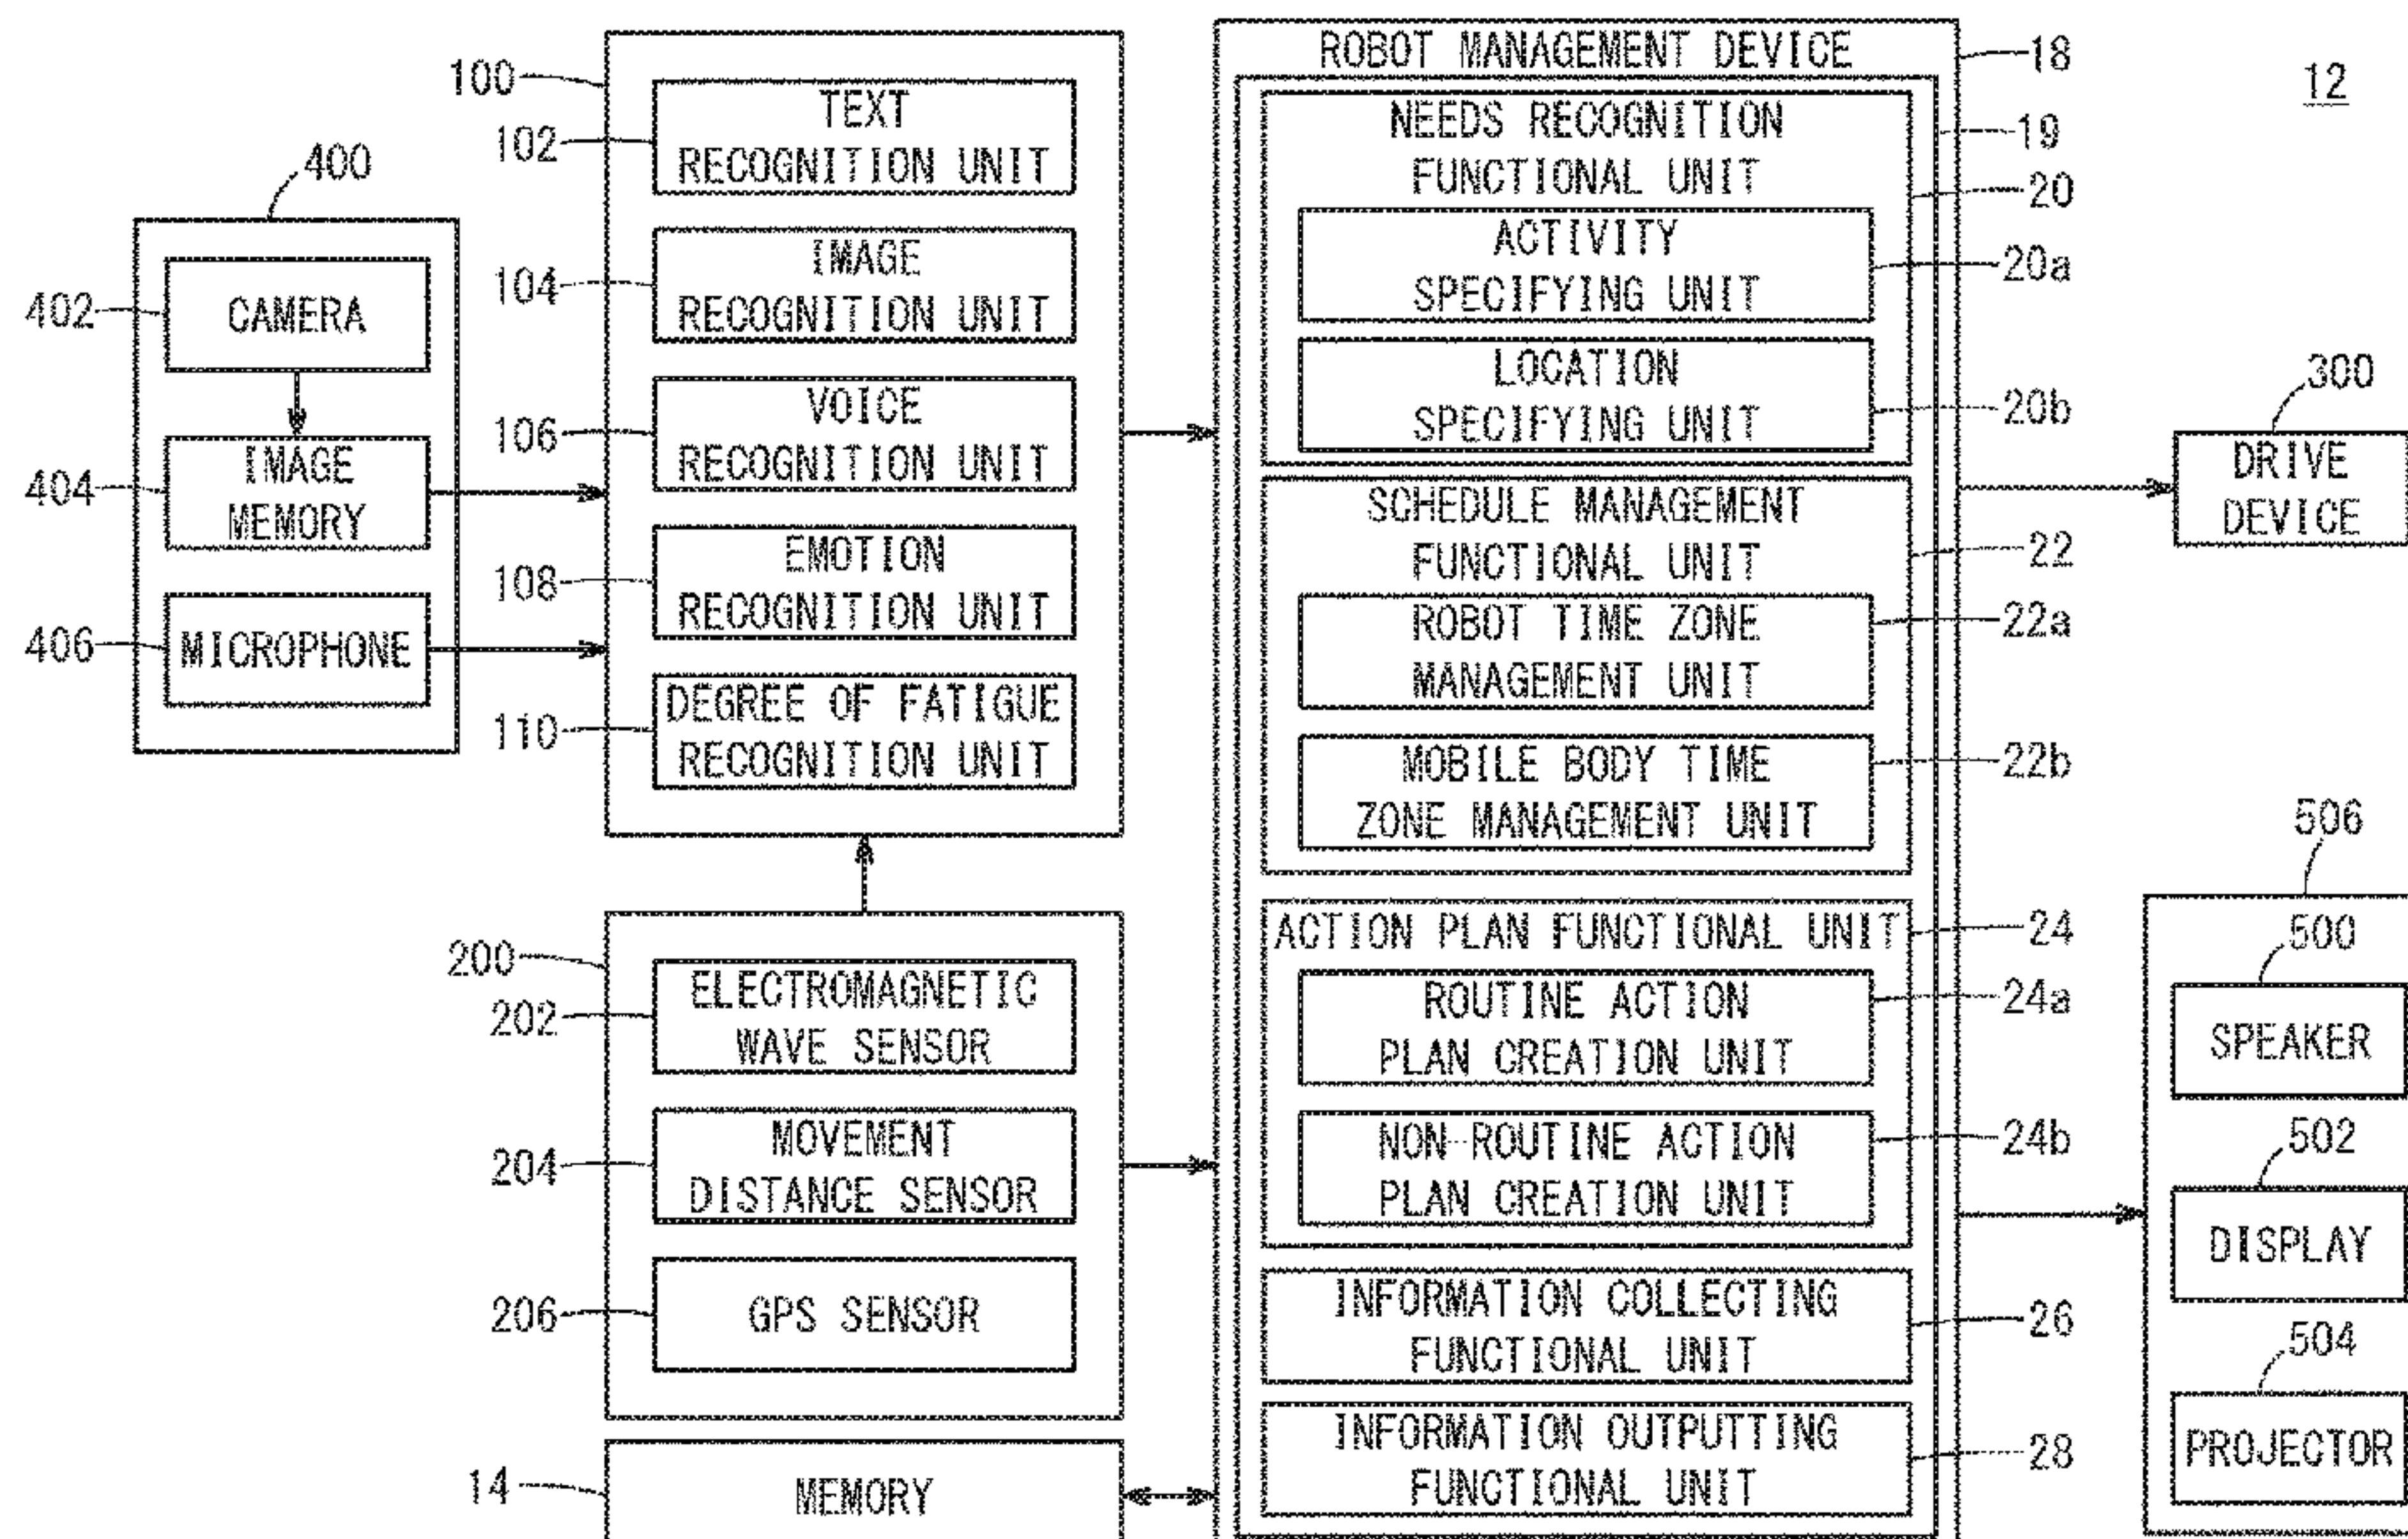 400
402
CAMERA
404
IMAGE
MEMORY
406
MICROPHONE
100
102
TEXT
RECOGNITION UNIT
104
IMAGE
RECOGNITION UNIT
106
VOICE
RECOGNITION UNIT
108
EMOTION
RECOGNITION UNIT
110
DEGREE OF FATIGUE
RECOGNITION UNIT
200
202
ELECTROMAGNETIC
WAVE SENSOR
204
MOVEMENT
DISTANCE SENSOR
206
GPS SENSOR
14
MEMORY
ROBOT MANAGEMENT DEVICE
18
12
19
NEEDS RECOGNITION
FUNCTIONAL UNIT
20
ACTIVITY
SPECIFYING UNIT
20a
LOCATION
SPECIFYING UNIT
20b
SCHEDULE MANAGEMENT
FUNCTIONAL UNIT
22
ROBOT TIME ZONE
MANAGEMENT UNIT
22a
MOBILE BODY TIME
ZONE MANAGEMENT UNIT
22b
ACTION PLAN FUNCTIONAL UNIT
24
ROUTINE ACTION
PLAN CREATION UNIT
24a
NON-ROUTINE ACTION
PLAN CREATION UNIT
24b
INFORMATION COLLECTING
FUNCTIONAL UNIT
26
INFORMATION OUTPUTTING
FUNCTIONAL UNIT
28
300
DRIVE
DEVICE
506
500
SPEAKER
502
DISPLAY
504
PROJECTOR